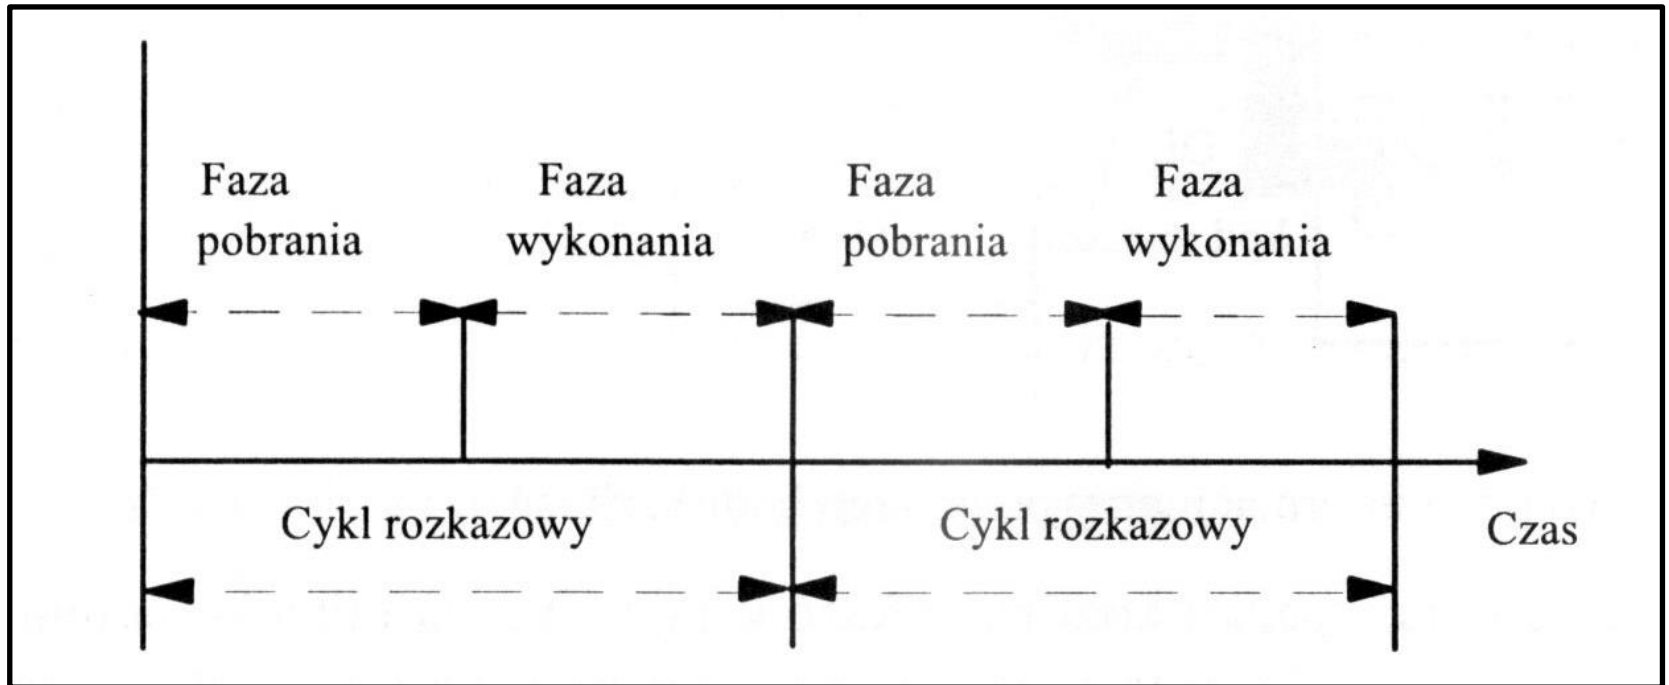 Faza
pobrania
Faza
wykonania
Faza
pobrania
Faza
wykonania
Cykl rozkazowy
Cykl rozkazowy
Czas